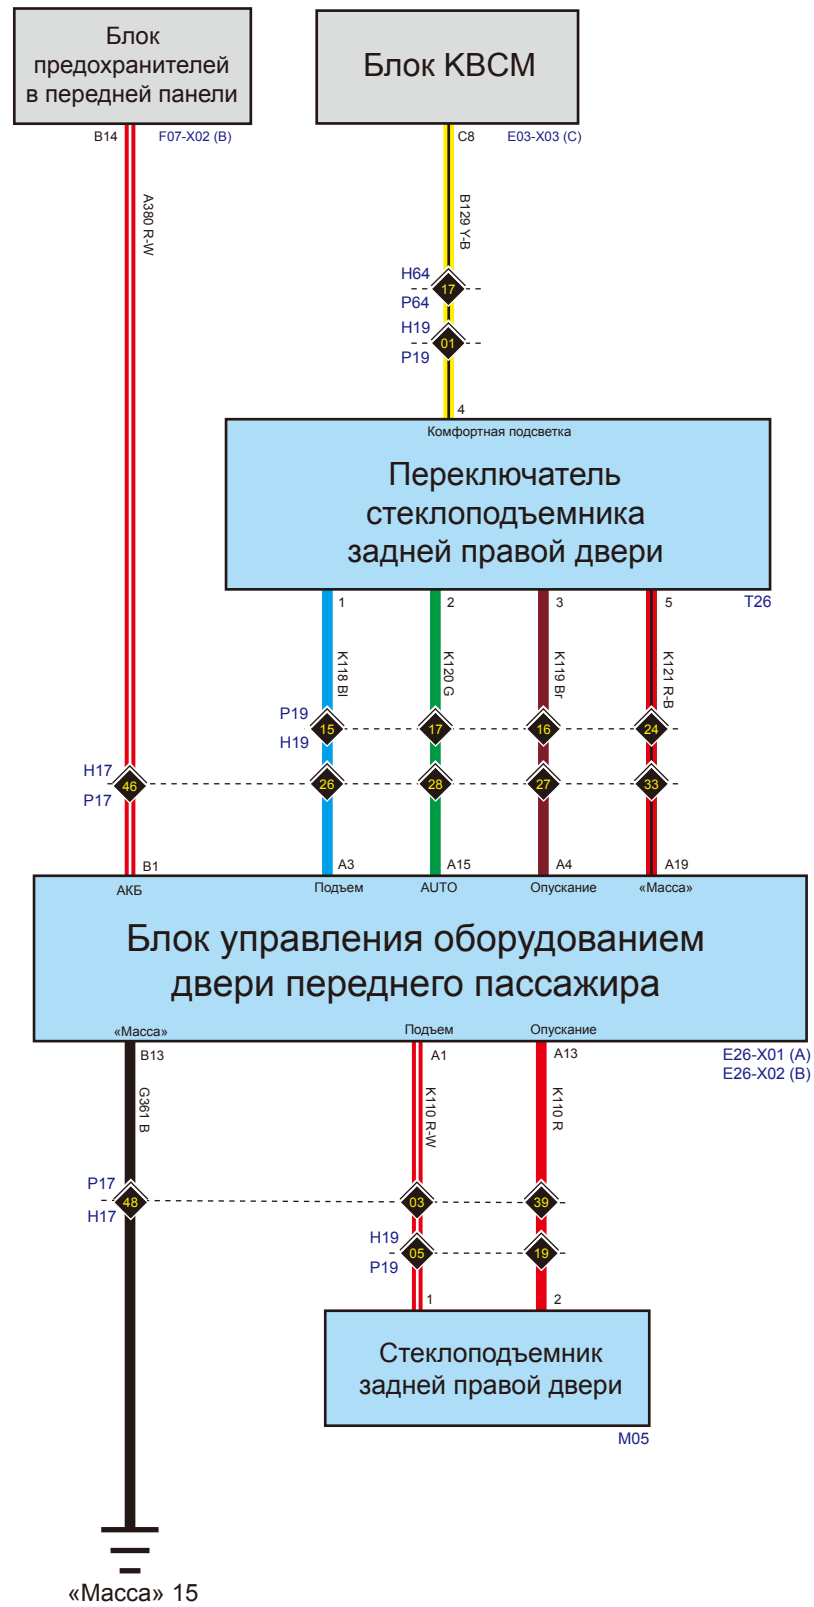 Блок
предохранителей
в передней панели
Блок KBCM
B14
F07-X02 (B)
C8
E03-X03 (C)
A380 R-W
B129 Y-B
H64
17
P64
H19
01
P19
4
Комфортная подсветка
Переключатель
стеклоподъемника
задней правой двери
1
2
3
5
T26
K118 Bl
K120 G
K119 Br
K121 R-B
P19
15
17
16
24
H19
H17
46
26
28
27
33
P17
B1
A3
A15
A4
A19
АКБ
Подъем
AUTO
Опускание
«Масса»
Блок управления оборудованием
двери переднего пассажира
«Масса»
Подъем
Опускание
B13
A1
A13
E26-X01 (A)
E26-X02 (B)
G361 B
K110 R-W
K110 R
P17
48
03
39
H17
H19
05
19
P19
1
2
Стеклоподъемник
задней правой двери
M05
«Масса» 15